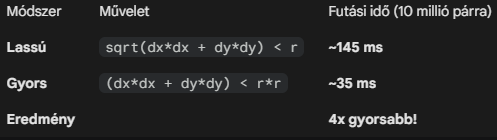 Módszer Művelet Futási idő (10 millió párra)
Lassú sqrt(dx*dx + dy*dy) < r ~145 ms
Gyors (dx*dx + dy*dy) < r*r ~35 ms
Eredmény 4x gyorsabb!